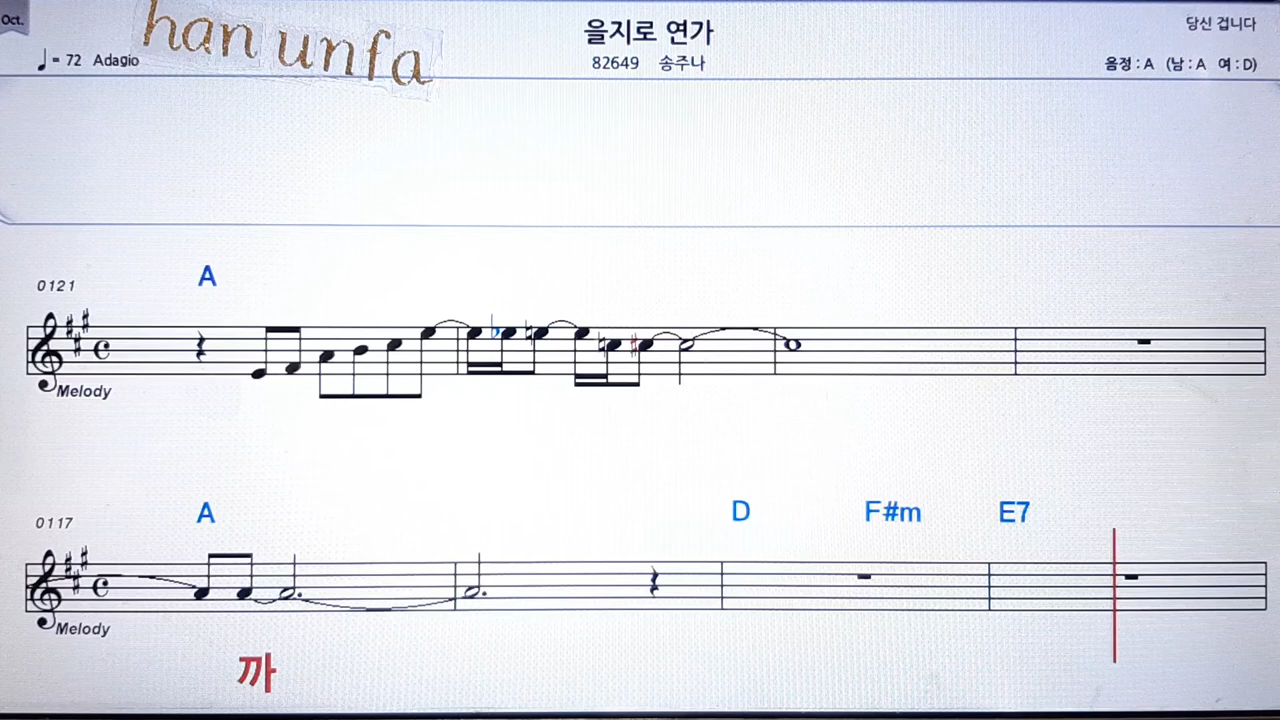 Oct.
han unfa
을지로 연가
당신 겁니다
♩= 72 Adagio
82649 송주나
음정 : A (남 : A 여 : D)
A
0121
Melody
A D F#m E7
0117
Melody
까